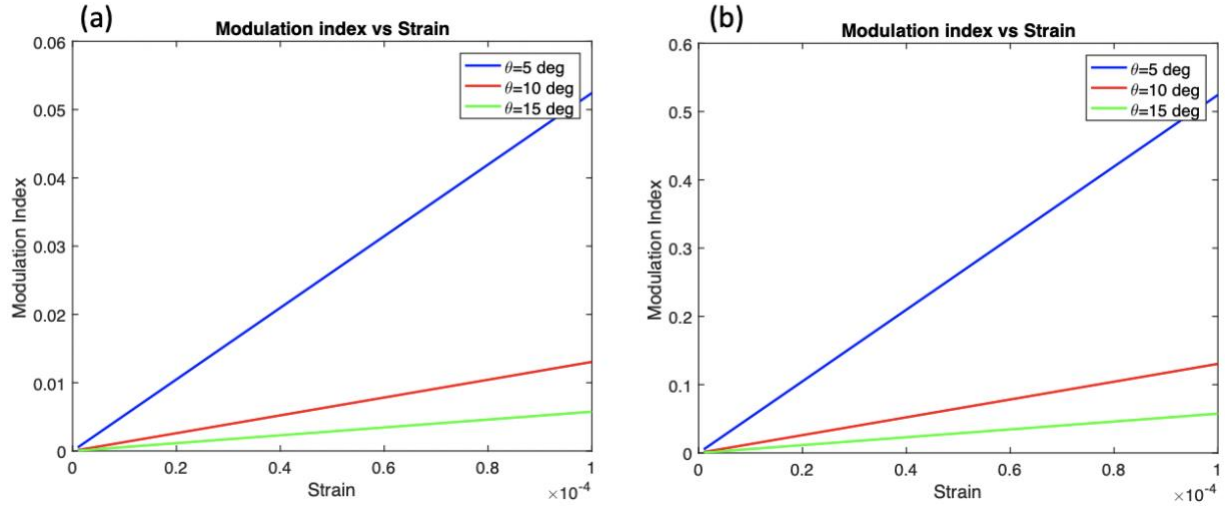 (a)
Modulation index vs Strain
θ=5 deg
θ=10 deg
θ=15 deg
0.06
0.05
0.04
0.03
0.02
0.01
0
Modulation Index
0
0.2
0.4
0.6
0.8
1
Strain
×10⁻⁴
(b)
Modulation index vs Strain
θ=5 deg
θ=10 deg
θ=15 deg
0.6
0.5
0.4
0.3
0.2
0.1
0
Modulation Index
0
0.2
0.4
0.6
0.8
1
Strain
×10⁻⁴